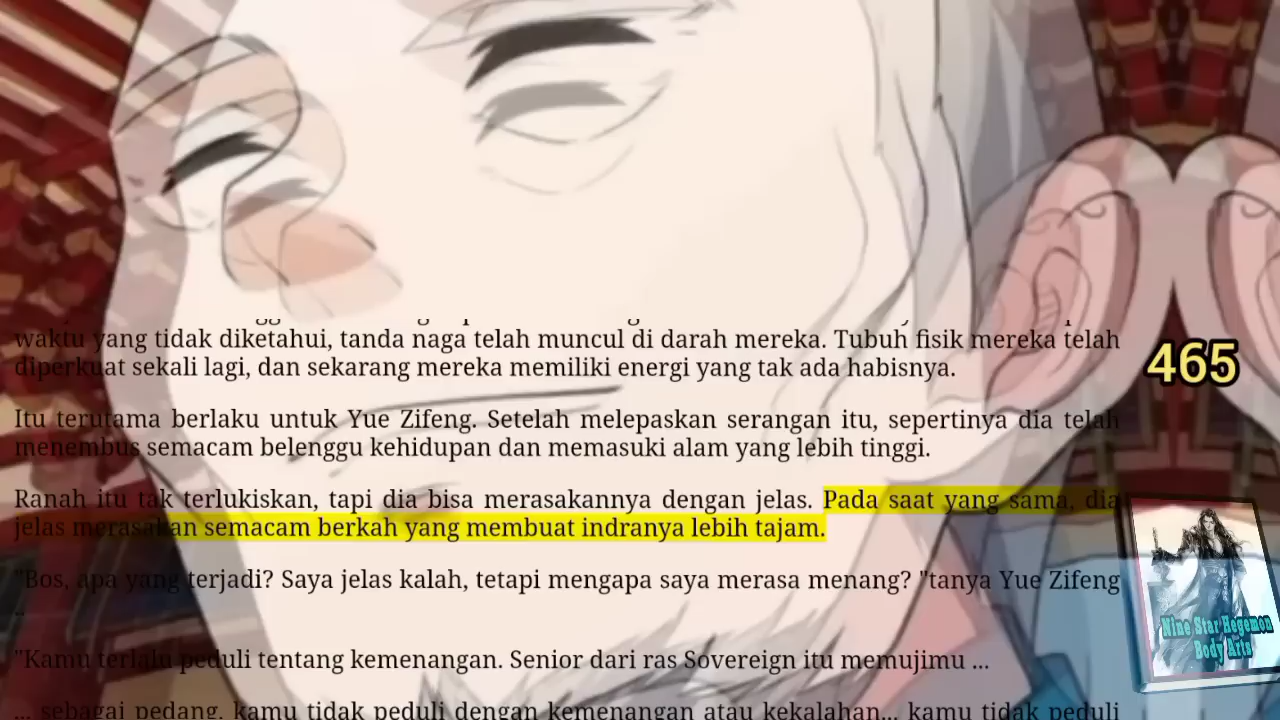 waktu yang tidak diketahui, tanda naga telah muncul di darah mereka. Tubuh fisik mereka telah
diperkuat sekali lagi, dan sekarang mereka memiliki energi yang tak ada habisnya.
465
Itu terutama berlaku untuk Yue Zifeng. Setelah melepaskan serangan itu, sepertinya dia telah
menembus semacam belenggu kehidupan dan memasuki alam yang lebih tinggi.
Ranah itu tak terlukiskan, tapi dia bisa merasakannya dengan jelas. Pada saat yang sama, dia
jelas merasakan semacam berkah yang membuat indranya lebih tajam.
"Bos, apa yang terjadi? Saya jelas kalah, tetapi mengapa saya merasa menang? "tanya Yue Zifeng
..
"Kamu terlalu peduli tentang kemenangan. Senior dari ras Sovereign itu memujimu ...
... sebagai pedang, kamu tidak peduli dengan kemenangan atau kekalahan... kamu tidak peduli
Nine Star Hegemon
Body Arts